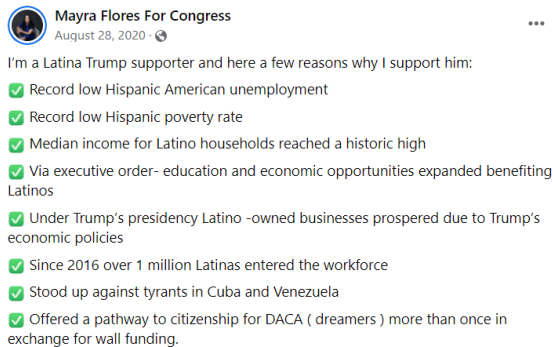 Mayra Flores For Congress
August 28, 2020 ·
I'm a Latina Trump supporter and here a few reasons why I support him:
✅ Record low Hispanic American unemployment
✅ Record low Hispanic poverty rate
✅ Median income for Latino households reached a historic high
✅ Via executive order- education and economic opportunities expanded benefiting
Latinos
✅ Under Trump's presidency Latino -owned businesses prospered due to Trump's
economic policies
✅ Since 2016 over 1 million Latinas entered the workforce
✅ Stood up against tyrants in Cuba and Venezuela
✅ Offered a pathway to citizenship for DACA ( dreamers ) more than once in
exchange for wall funding.